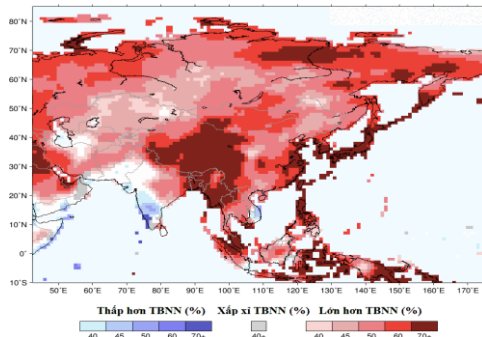 80°N
70°N
60°N
50°N
40°N
30°N
20°N
10°N
0°
10°S
50°E 60°E 70°E 80°E 90°E 100°E 110°E 120°E 130°E 140°E 150°E 160°E 170°E
Thấp hơn TBNN (%) Xấp xỉ TBNN (%) Lớn hơn TBNN (%)
40 45 50 60 70+ 40+ 40 45 50 60 70+